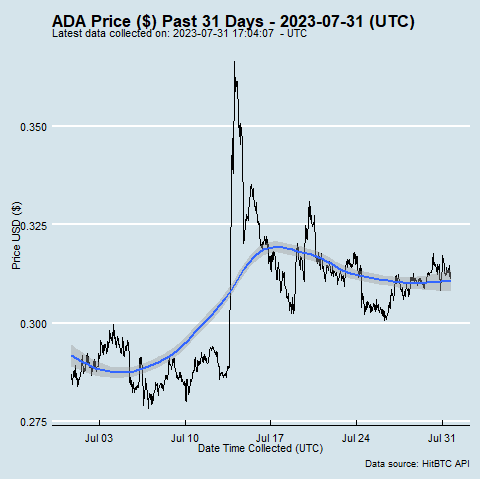 ADA Price ($) Past 31 Days - 2023-07-31 (UTC)
Latest data collected on: 2023-07-31 17:04:07 - UTC
Price USD ($)
0.350
0.325
0.300
0.275
Jul 03 Jul 10 Jul 17 Jul 24 Jul 31
Date Time Collected (UTC)
Data source: HitBTC API